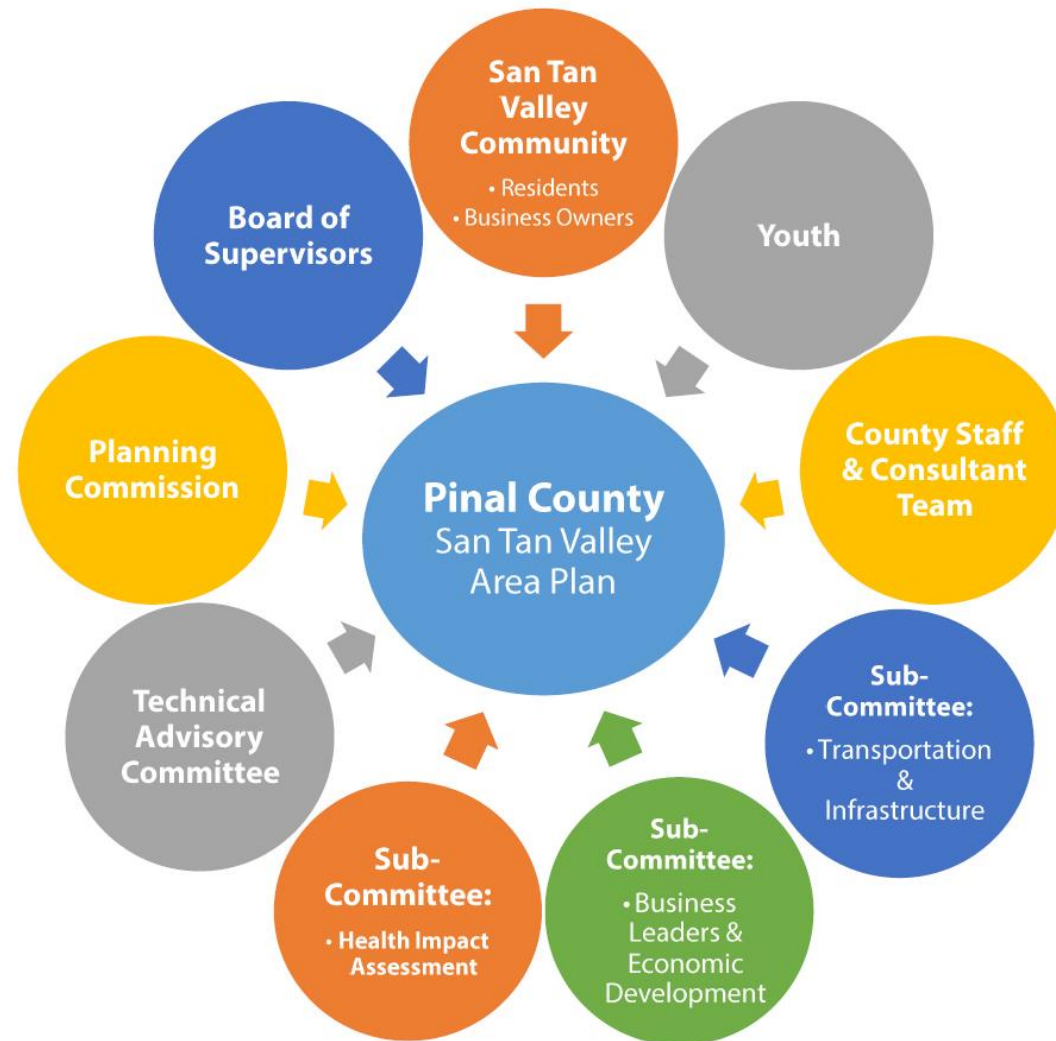 San Tan
Valley
Community
• Residents
• Business Owners
Youth
County Staff
& Consultant
Team
Sub-
Committee:
• Transportation
&
Infrastructure
Sub-
Committee:
• Business
Leaders &
Economic
Development
Sub-
Committee:
• Health Impact
Assessment
Technical
Advisory
Committee
Planning
Commission
Board of
Supervisors
Pinal County
San Tan Valley
Area Plan